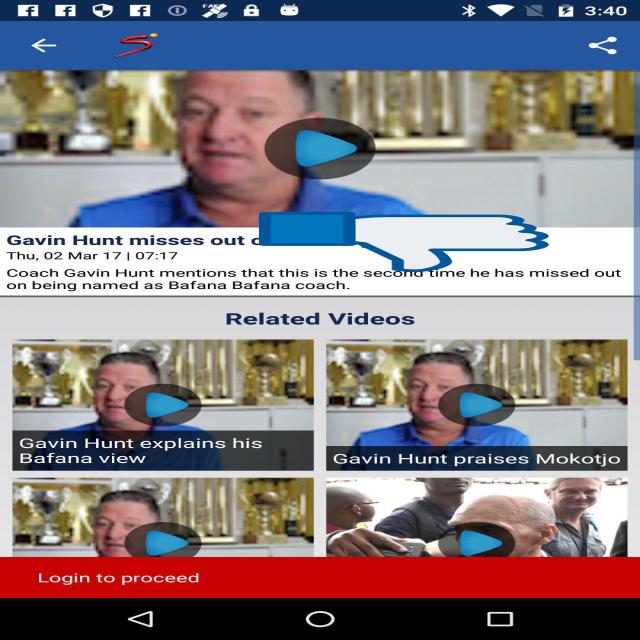 3:40
Gavin Hunt misses out
Thu, 02 Mar 17 | 07:17
Coach Gavin Hunt mentions that this is the second time he has missed out
on being named as Bafana Bafana coach.
Related Videos
Gavin Hunt explains his
Bafana view
Gavin Hunt praises Mokotjo
Login to proceed